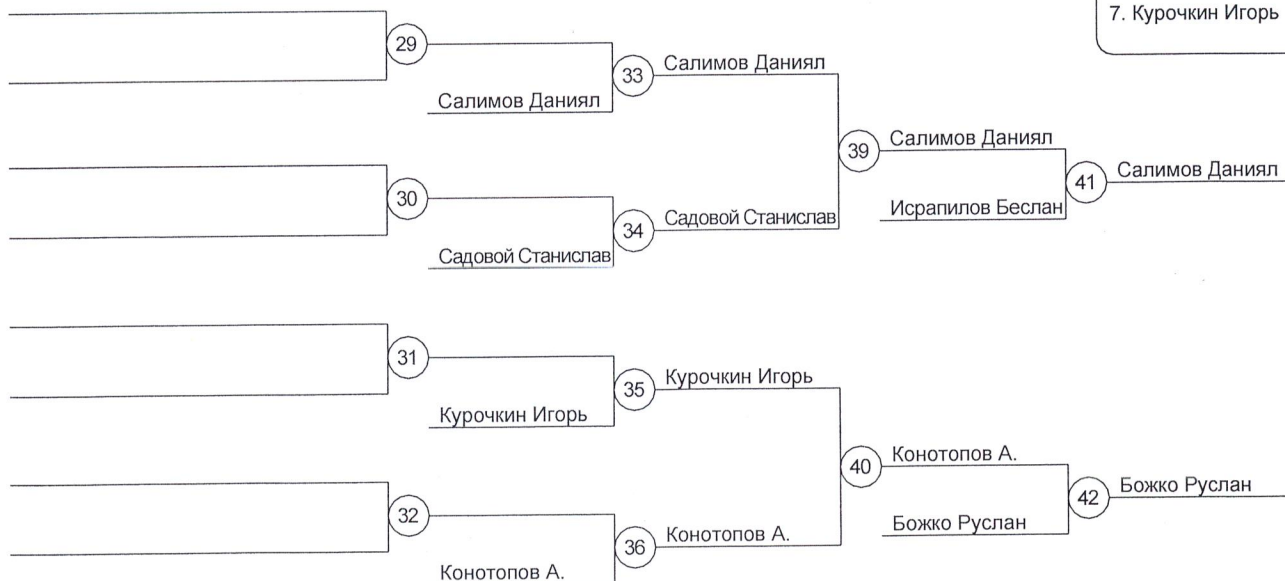 7. Курочкин Игорь
29
33
Салимов Даниял
Салимов Даниял
39
Салимов Даниял
41
Салимов Даниял
30
34
Садовой Станислав
Исрапилов Беслан
Садовой Станислав
31
35
Курочкин Игорь
Курочкин Игорь
40
Конотопов А.
42
Божко Руслан
32
36
Конотопов А.
Божко Руслан
Конотопов А.